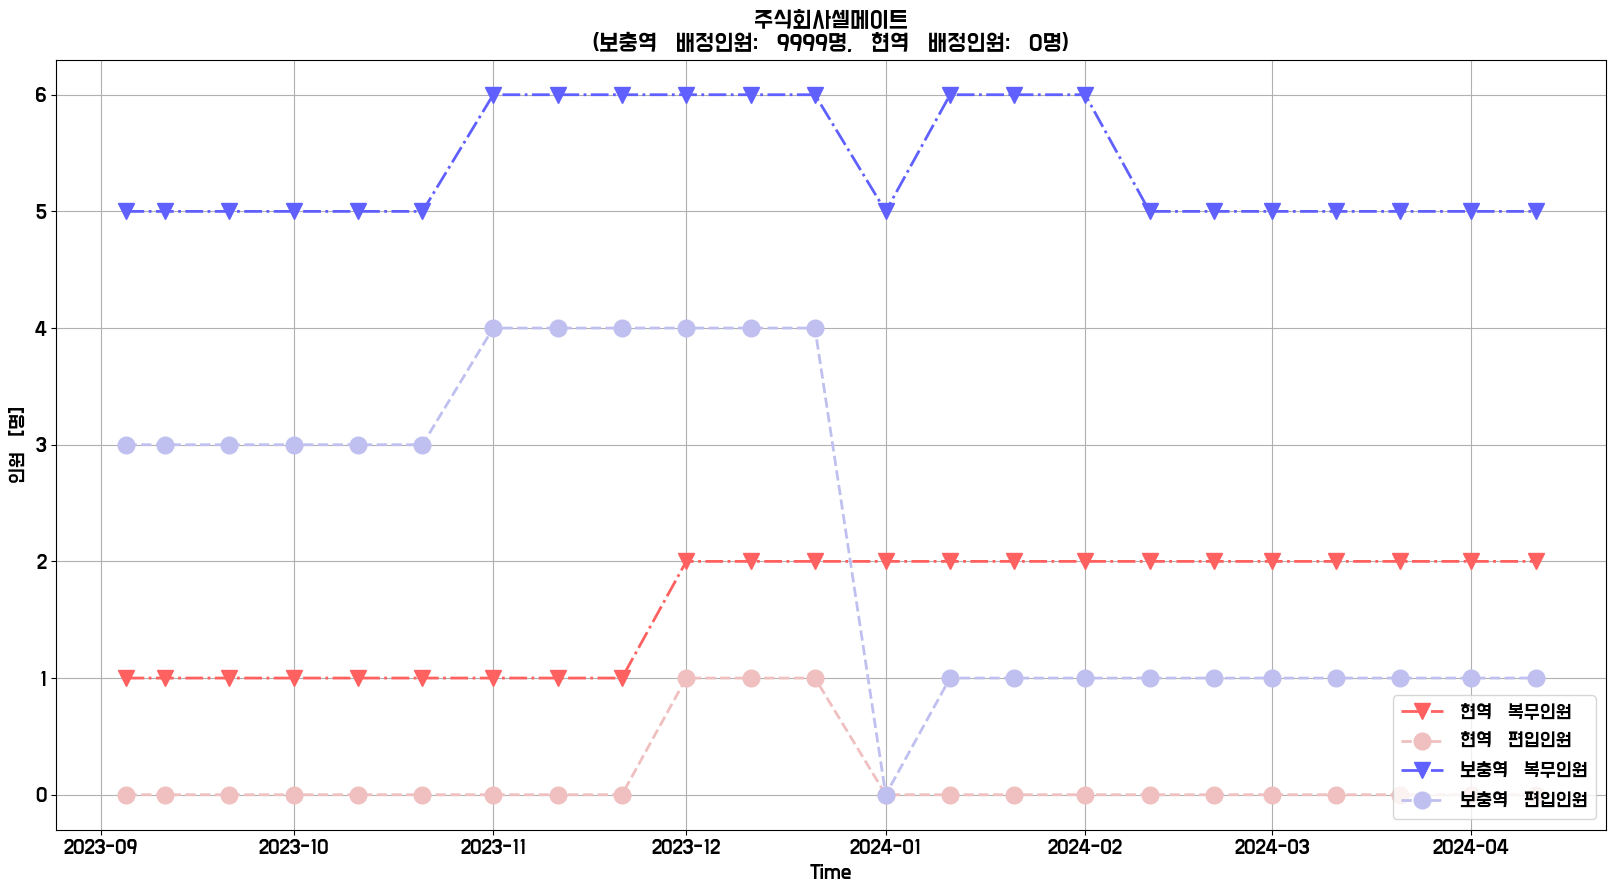 주식회사셀메이트
(보충역 배정인원: 9999명, 현역 배정인원: 0명)
6
5
4
3
2
1
0
인원 [명]
2023-09 2023-10 2023-11 2023-12 2024-01 2024-02 2024-03 2024-04
Time
현역 복무인원
현역 편입인원
보충역 복무인원
보충역 편입인원